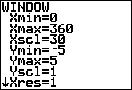 WINDOW
Xmin=0
Xmax=360
Xscl=30
Ymin=-5
Ymax=5
Yscl=1
↓Xres=1